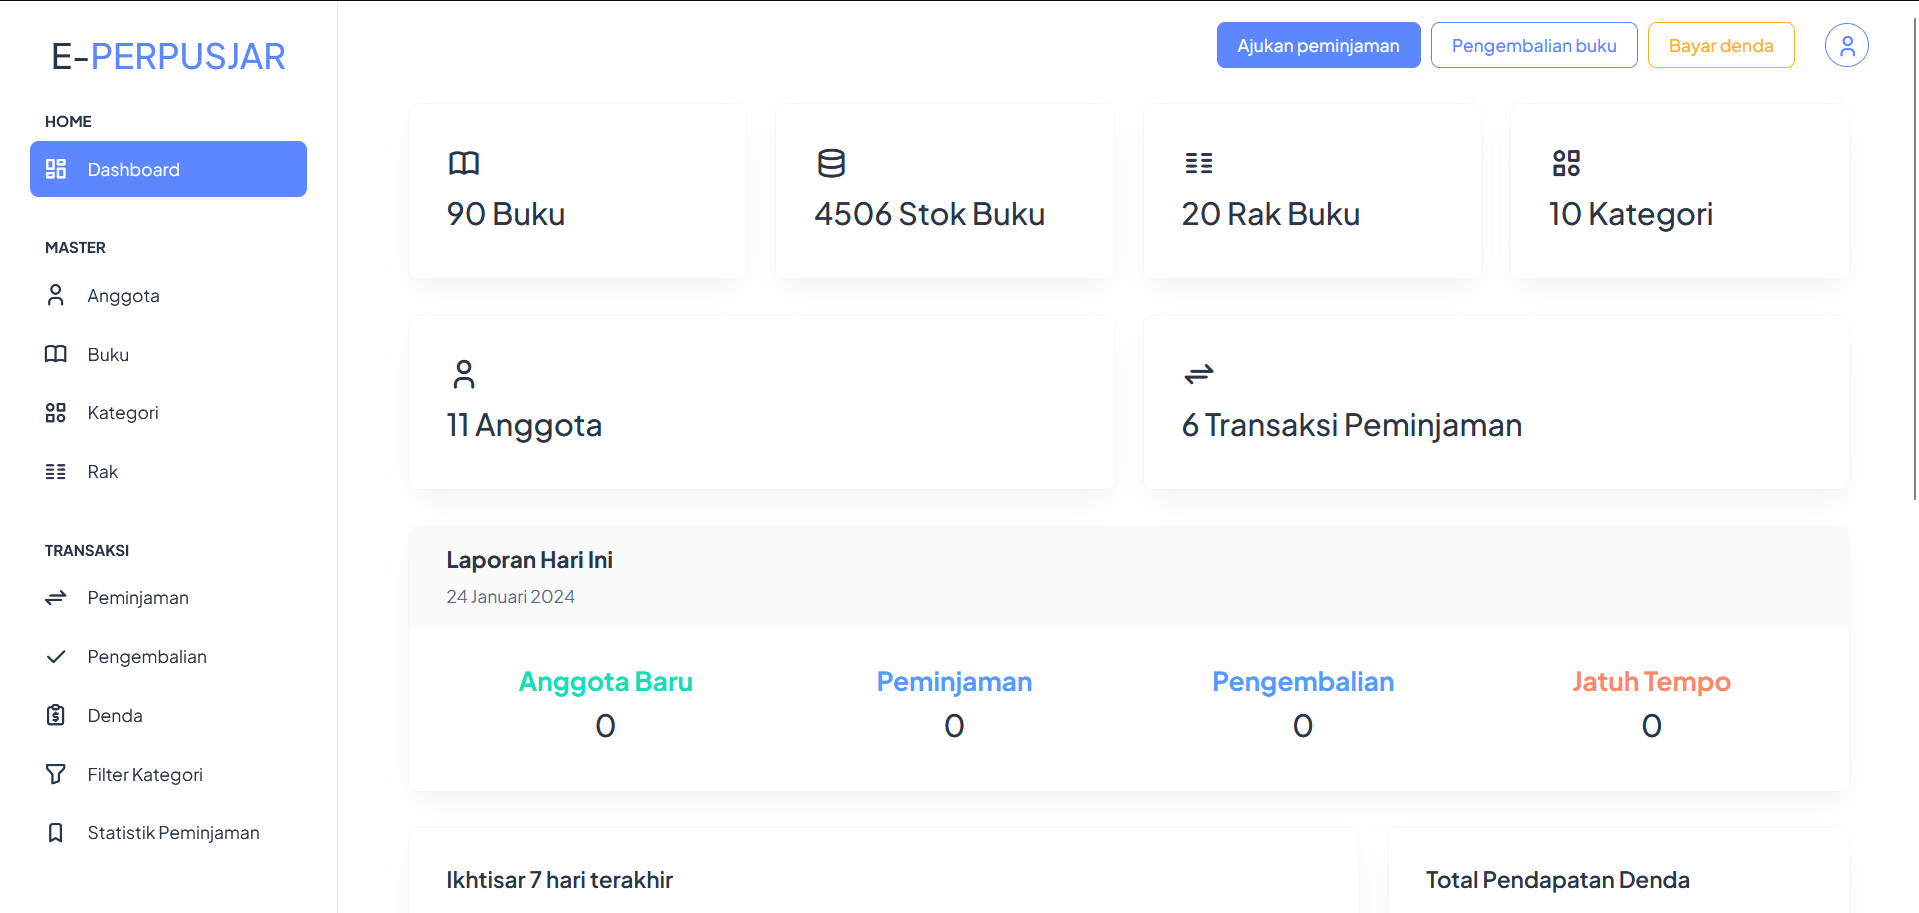 E-PERPUSJAR
HOME
Dashboard
MASTER
Anggota
Buku
Kategori
Rak
TRANSAKSI
Peminjaman
Pengembalian
Denda
Filter Kategori
Statistik Peminjaman
Ajukan peminjaman
Pengembalian buku
Bayar denda
90 Buku
4506 Stok Buku
20 Rak Buku
10 Kategori
11 Anggota
6 Transaksi Peminjaman
Laporan Hari Ini
24 Januari 2024
Anggota Baru
0
Peminjaman
0
Pengembalian
0
Jatuh Tempo
0
Ikhtisar 7 hari terakhir
Total Pendapatan Denda